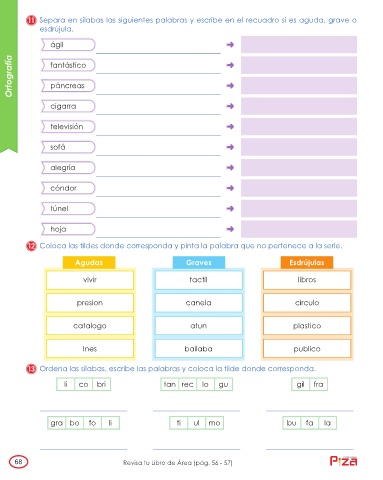 11 Separa en sílabas las siguientes palabras y escribe en el recuadro si es aguda, grave o
esdrújula.
ágil
fantástico
páncreas
cigarra
televisión
sofá
alegría
cóndor
túnel
hoja
Ortografía
12 Coloca las tildes donde corresponda y pinta la palabra que no pertenece a la serie.
Agudas Graves Esdrújulas
vivir tactil libros
presion canela circulo
catalogo atun plastico
Ines bailaba publico
13 Ordena las sílabas, escribe las palabras y coloca la tilde donde corresponda.
li co bri tan rec lo gu gil fra
gra bo fo li ti ul mo bu fa la
68 Revisa tu Libro de Área (pág. 56 - 57)